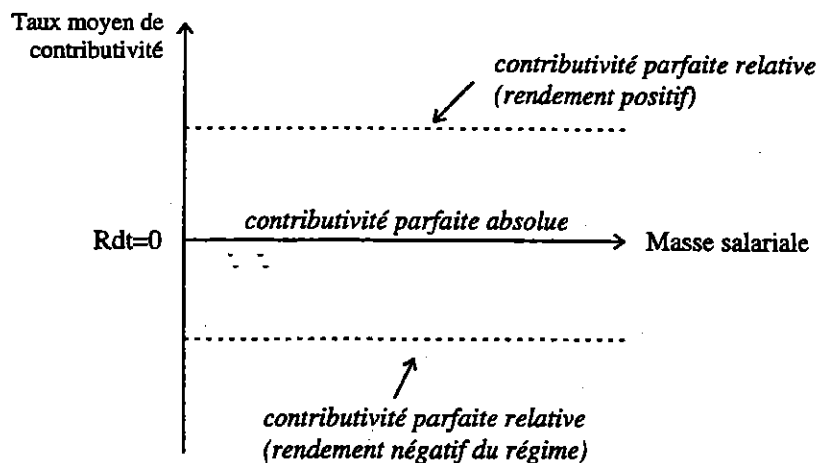 Taux moyen de
contributivité
contributivité parfaite relative
(rendement positif)
contributivité parfaite absolue
Rdt=0
Masse salariale
contributivité parfaite relative
(rendement négatif du régime)